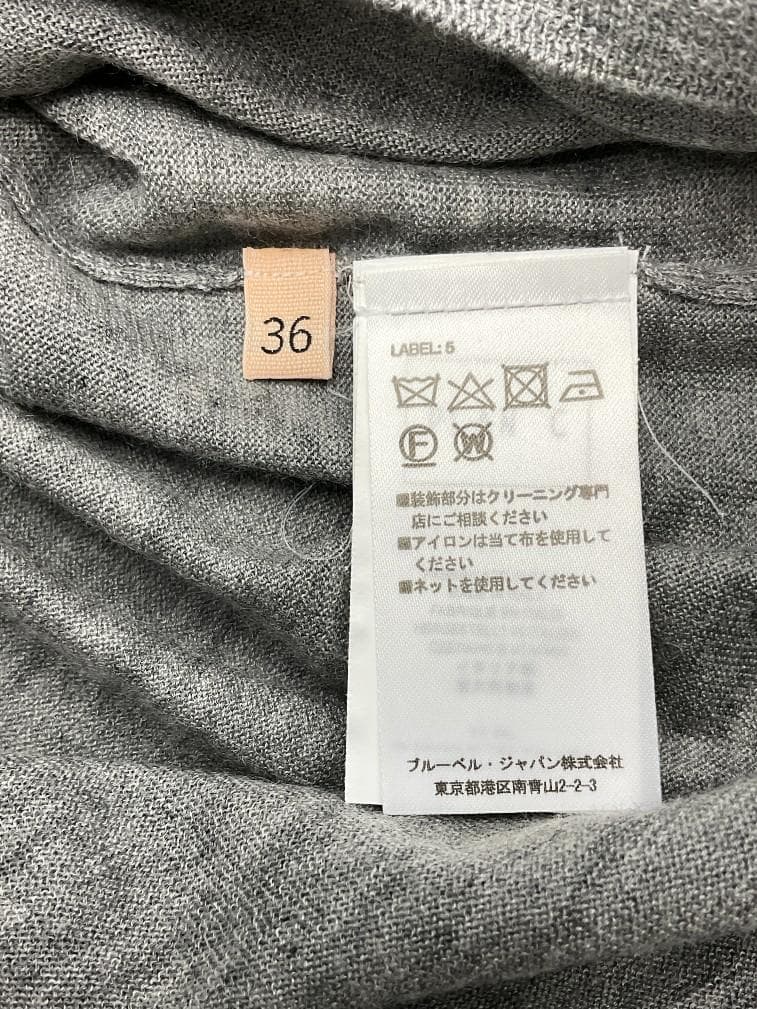 36
LABEL: 5
F
W
■装飾部分はクリーニング専門
店にご相談ください
■アイロンは当て布を使用して
ください
■ネットを使用してください
ブルーベル・ジャパン株式会社
東京都港区南青山2-2-3